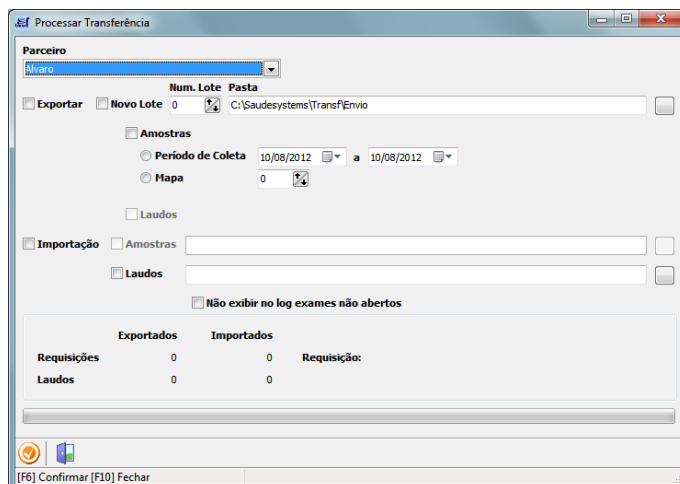 Processar Transferência
Parceiro
Alvaro
Num. Lote Pasta
Exportar Novo Lote 0 C:\Saudesystems\Transf\Envio
Amostras
Período de Coleta 10/08/2012 a 10/08/2012
Mapa 0
Laudos
Importação Amostras
Laudos
Não exibir no log exames não abertos
Exportados Importados
Requisições 0 0 Requisição:
Laudos 0 0
[F6] Confirmar [F10] Fechar